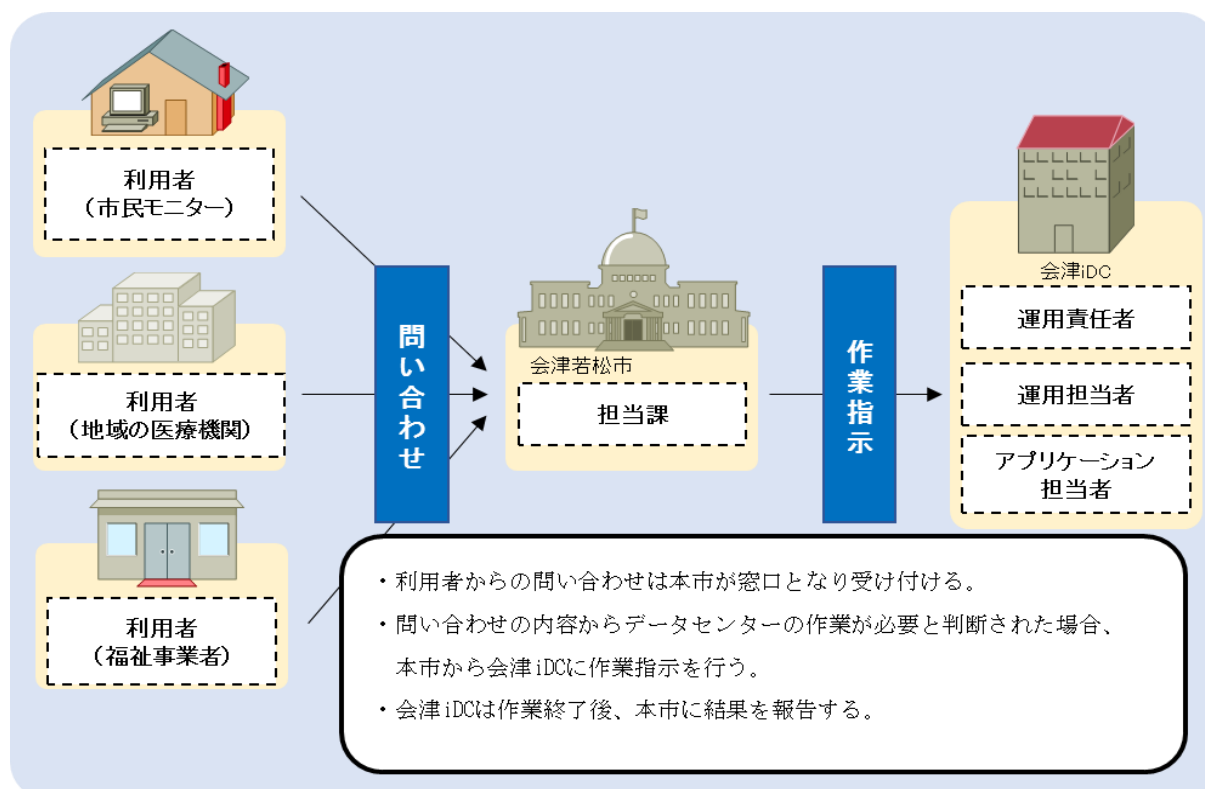 利用者
（市民モニター）
利用者
（地域の医療機関）
利用者
（福祉事業者）
問い合わせ
会津若松市
担当課
作業指示
会津iDC
運用責任者
運用担当者
アプリケーション
担当者
・利用者からの問い合わせは本市が窓口となり受け付ける。
・問い合わせの内容からデータセンターの作業が必要と判断された場合、
本市から会津iDCに作業指示を行う。
・会津iDCは作業終了後、本市に結果を報告する。